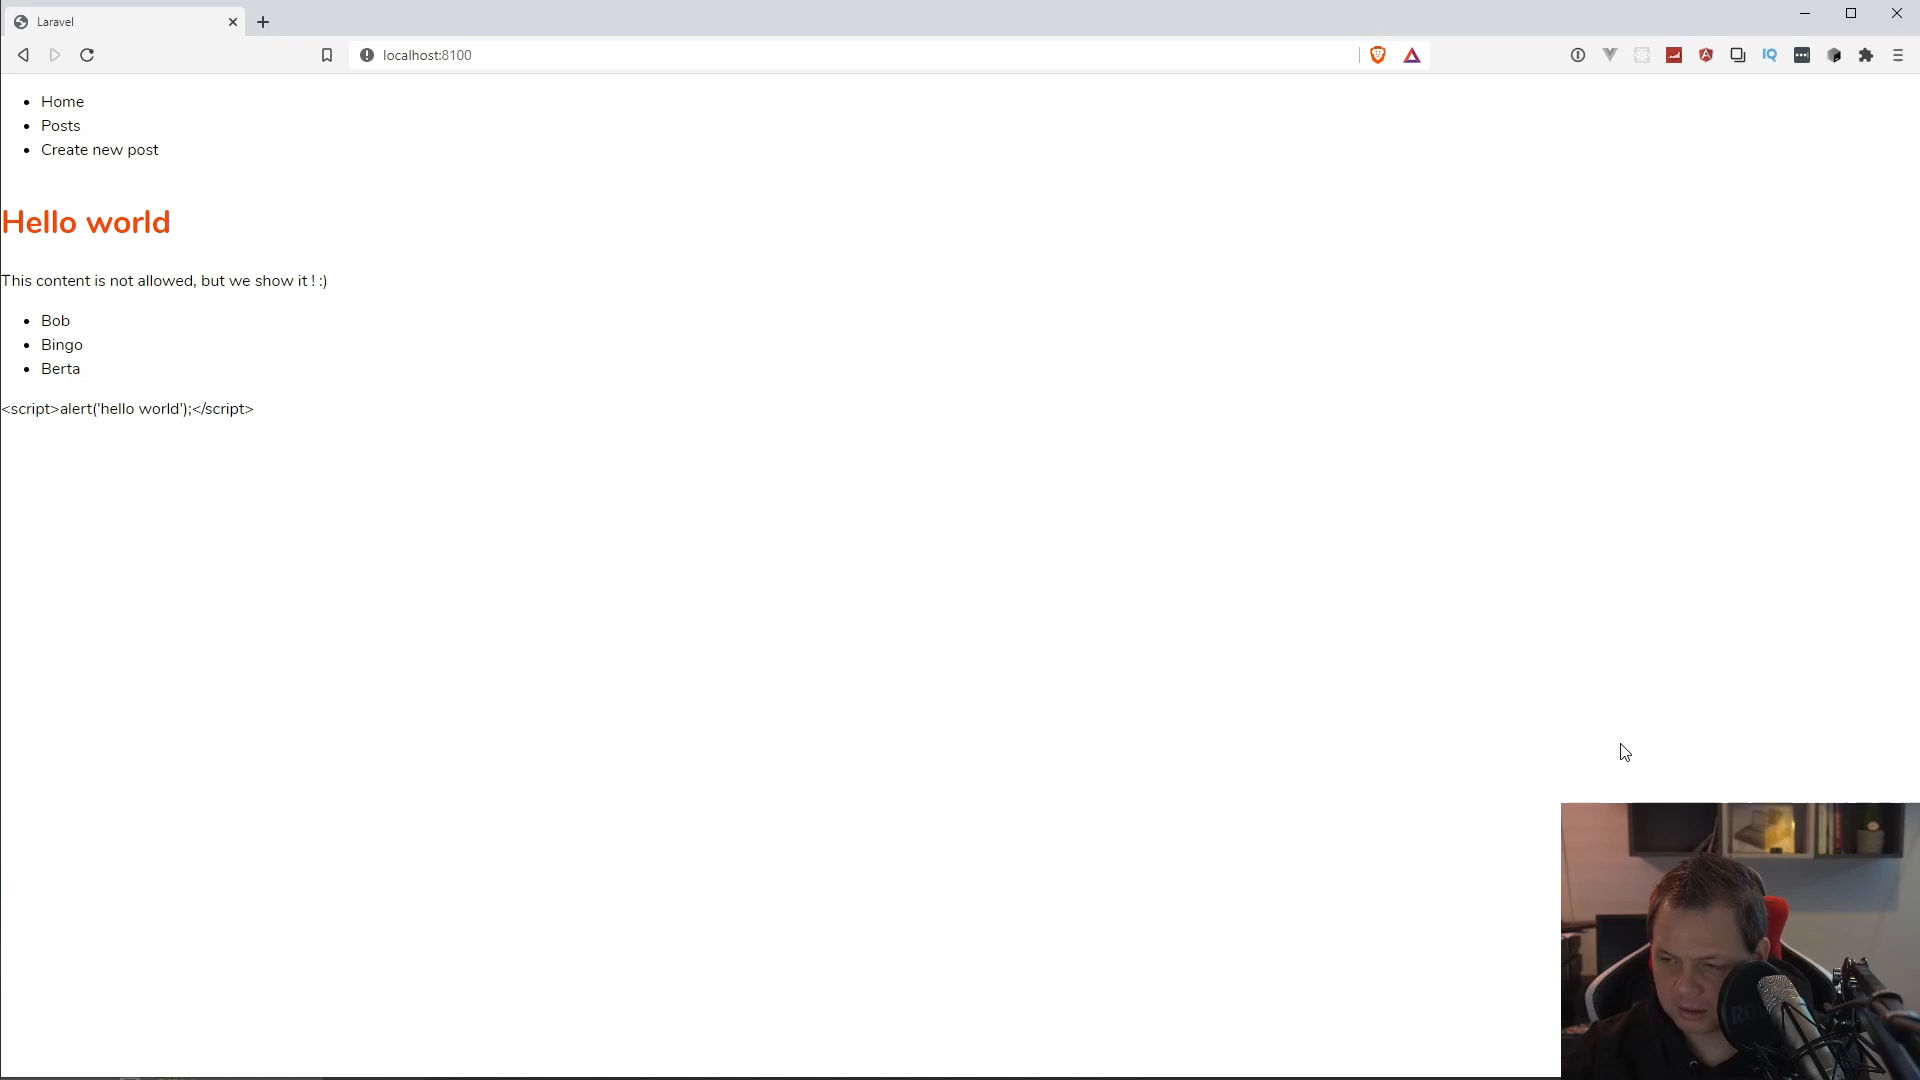 Laravel
localhost:8100
IQ
Home
Posts
Create new post
Hello world
This content is not allowed, but we show it ! :)
Bob
Bingo
Berta
<script>alert('hello world');</script>